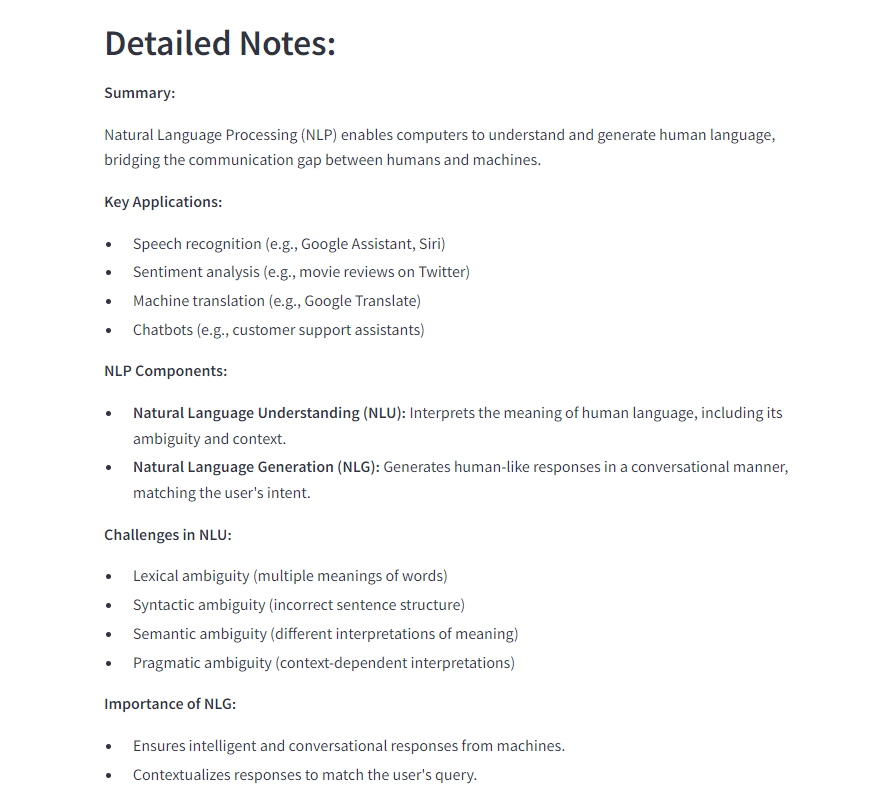 Detailed Notes:
Summary:
Natural Language Processing (NLP) enables computers to understand and generate human language,
bridging the communication gap between humans and machines.
Key Applications:
• Speech recognition (e.g., Google Assistant, Siri)
• Sentiment analysis (e.g., movie reviews on Twitter)
• Machine translation (e.g., Google Translate)
• Chatbots (e.g., customer support assistants)
NLP Components:
• Natural Language Understanding (NLU): Interprets the meaning of human language, including its
ambiguity and context.
• Natural Language Generation (NLG): Generates human-like responses in a conversational manner,
matching the user's intent.
Challenges in NLU:
• Lexical ambiguity (multiple meanings of words)
• Syntactic ambiguity (incorrect sentence structure)
• Semantic ambiguity (different interpretations of meaning)
• Pragmatic ambiguity (context-dependent interpretations)
Importance of NLG:
• Ensures intelligent and conversational responses from machines.
• Contextualizes responses to match the user's query.